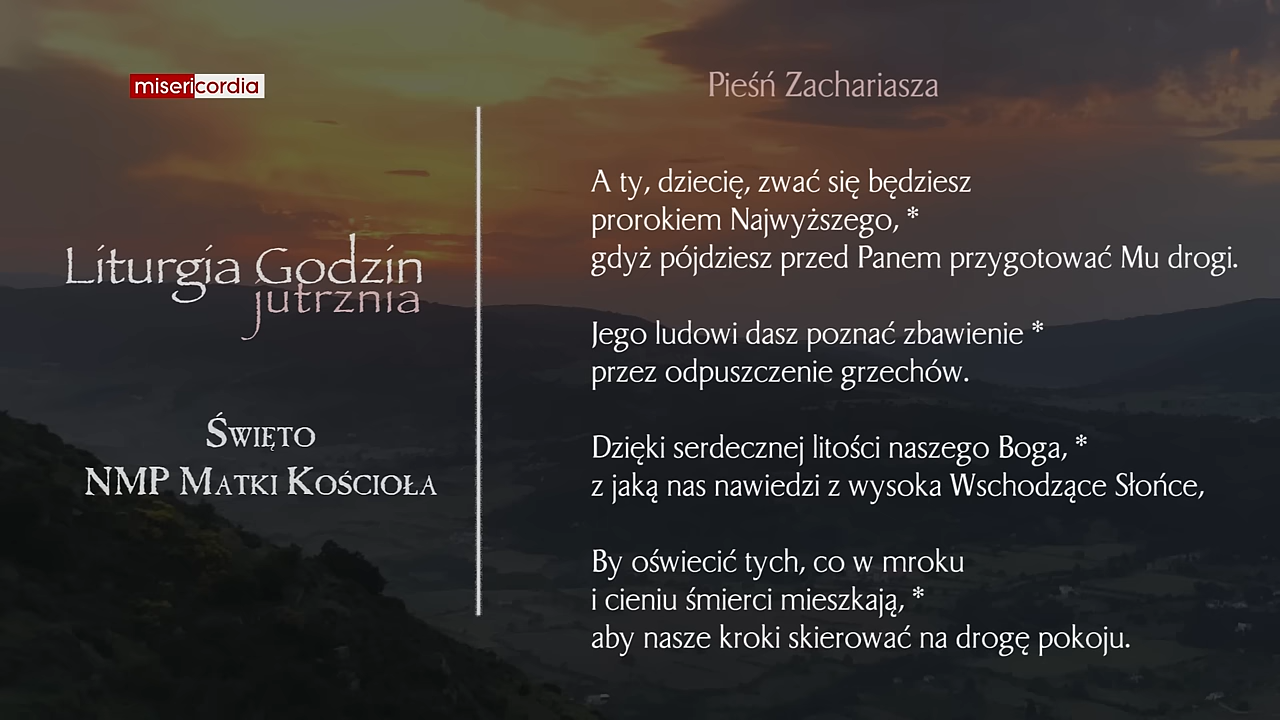 misericordia
Liturgia Godzin
jutrznia
Święto
NMP Matki Kościoła
Pieśń Zachariasza
A ty, dziecię, zwać się będziesz
prorokiem Najwyższego, *
gdyż pójdziesz przed Panem przygotować Mu drogi.
Jego ludowi dasz poznać zbawienie *
przez odpuszczenie grzechów.
Dzięki serdecznej litości naszego Boga, *
z jaką nas nawiedzi z wysoka Wschodzące Słońce,
By oświecić tych, co w mroku
i cieniu śmierci mieszkają, *
aby nasze kroki skierować na drogę pokoju.